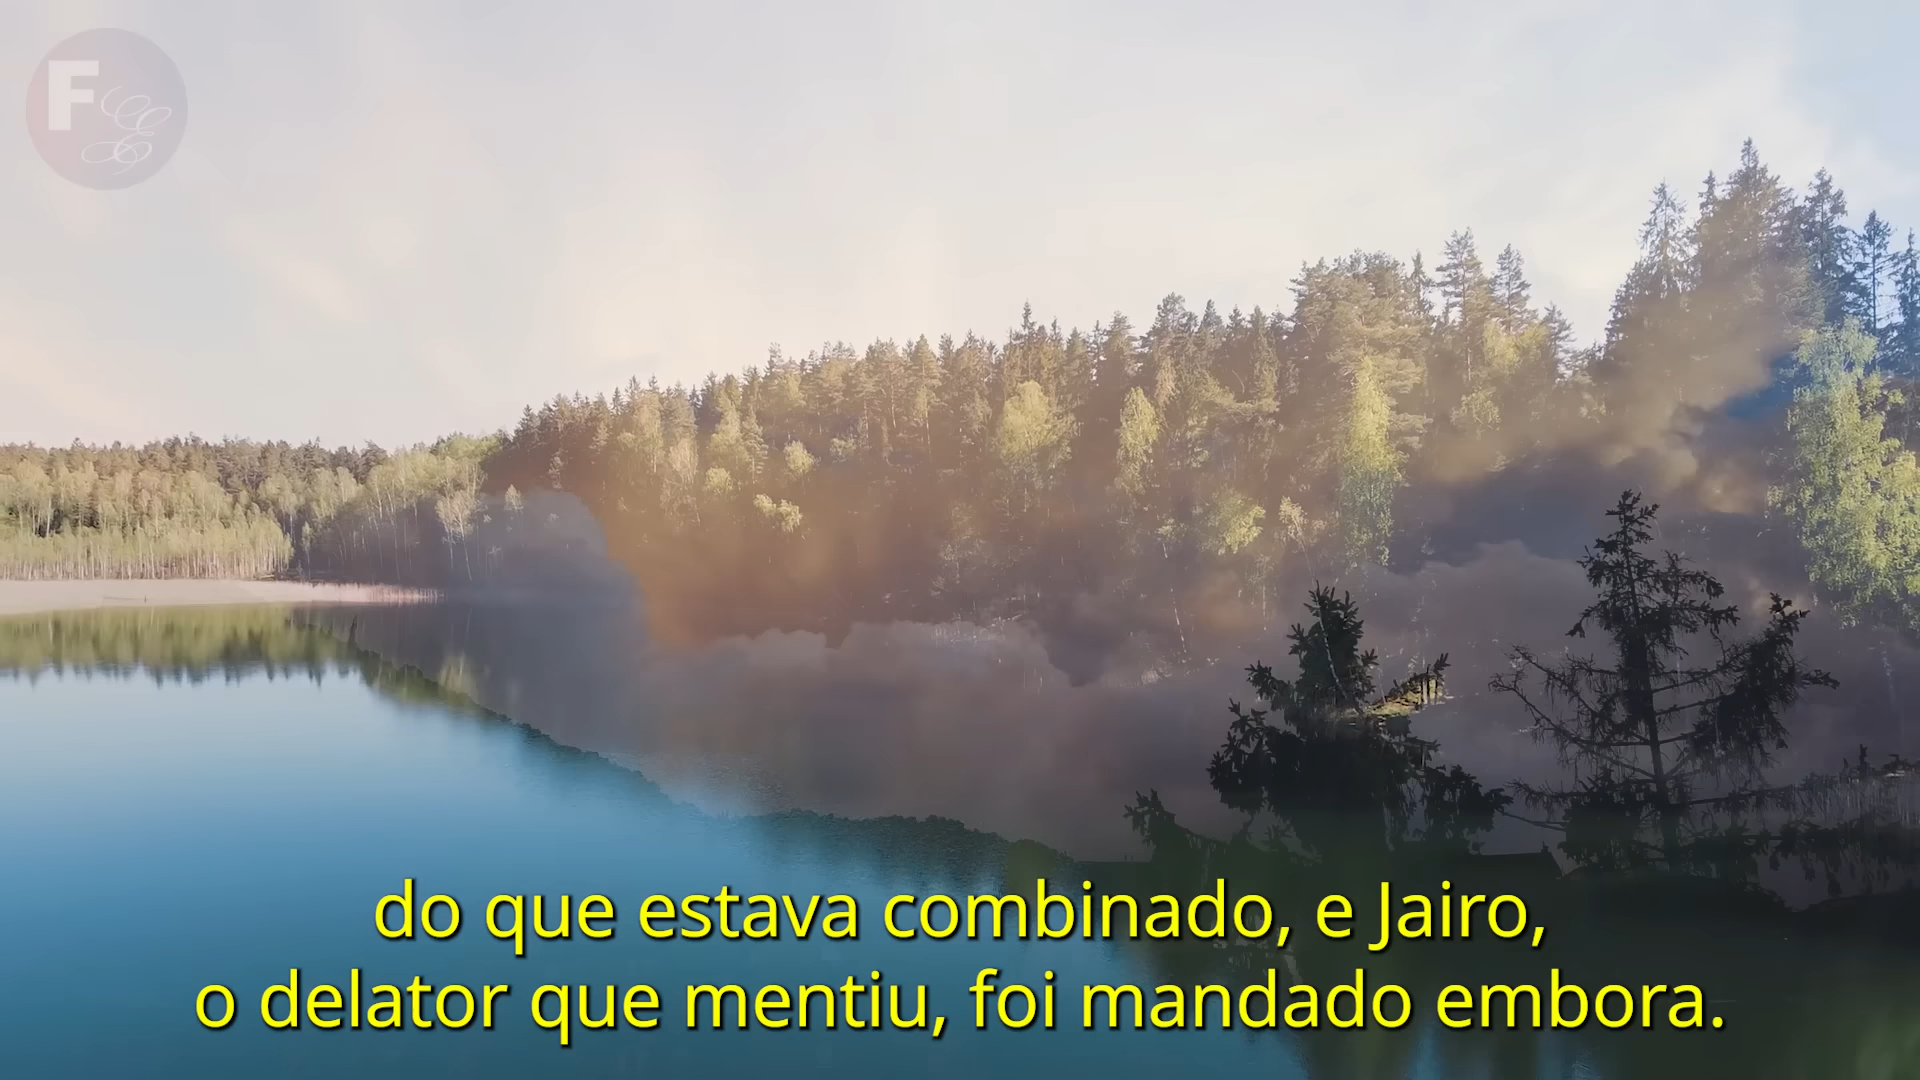 F E
do que estava combinado, e Jairo,
o delator que mentiu, foi mandado embora.